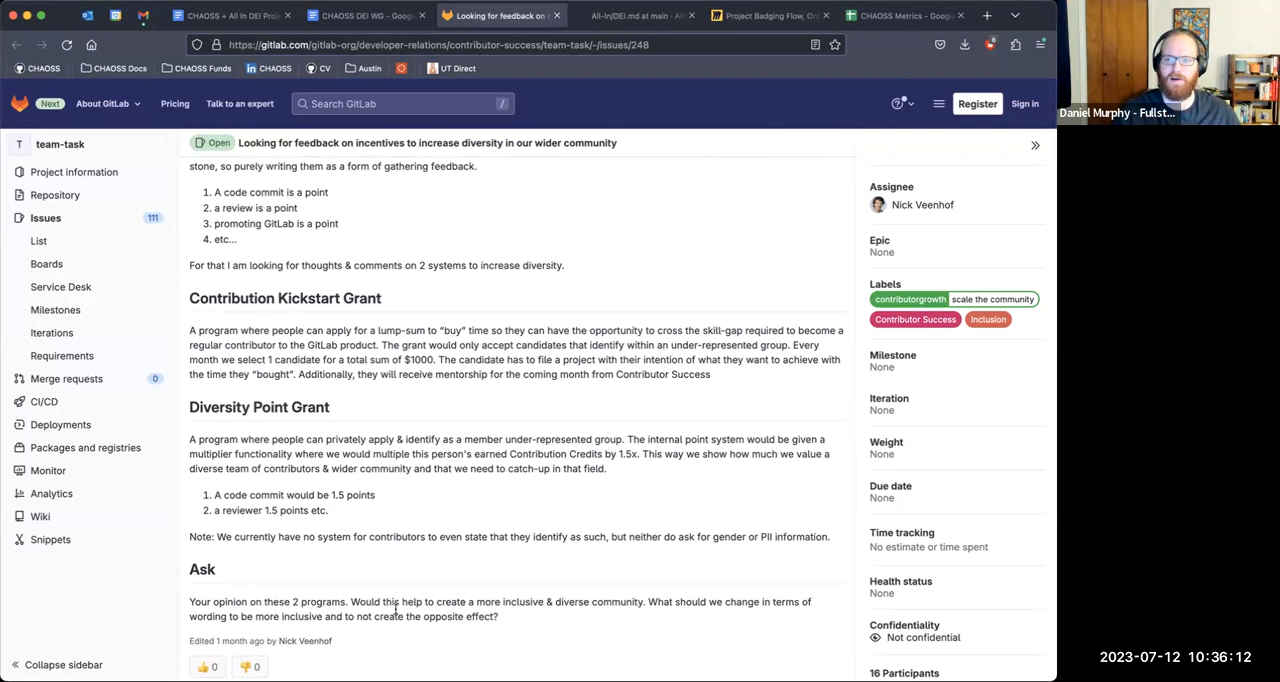 CHAOSS + All In DEI Pro
CHAOSS DEI WG - Goog
Looking for feedback on
All-In/DEI.md at main · A
Project Badging Flow, On
CHAOSS Metrics - Goog
https://gitlab.com/gitlab-org/developer-relations/contributor-success/team-task/-/issues/248
6
CHAOSS
CHAOSS Docs
CHAOSS Funds
in CHAOSS
CV
Austin
UT Direct
Daniel Murphy - Fullst...
Next
About GitLab
Pricing
Talk to an expert
Search GitLab
/
Register
Sign in
T team-task
Project information
Repository
Issues 111
List
Boards
Service Desk
Milestones
Iterations
Requirements
Merge requests 0
CI/CD
Deployments
Packages and registries
Monitor
Analytics
Wiki
Snippets
Collapse sidebar
Open Looking for feedback on incentives to increase diversity in our wider community
stone, so purely writing them as a form of gathering feedback.
1. A code commit is a point
2. a review is a point
3. promoting GitLab is a point
4. etc...
For that I am looking for thoughts & comments on 2 systems to increase diversity.
Contribution Kickstart Grant
A program where people can apply for a lump-sum to “buy” time so they can have the opportunity to cross the skill-gap required to become a
regular contributor to the GitLab product. The grant would only accept candidates that identify within an under-represented group. Every
month we select 1 candidate for a total sum of $1000. The candidate has to file a project with their intention of what they want to achieve with
the time they “bought”. Additionally, they will receive mentorship for the coming month from Contributor Success
Diversity Point Grant
A program where people can privately apply & identify as a member under-represented group. The internal point system would be given a
multiplier functionality where we would multiple this person's earned Contribution Credits by 1.5x. This way we show how much we value a
diverse team of contributors & wider community and that we need to catch-up in that field.
1. A code commit would be 1.5 points
2. a reviewer 1.5 points etc.
Note: We currently have no system for contributors to even state that they identify as such, but neither do ask for gender or PII information.
Ask
Your opinion on these 2 programs. Would this help to create a more inclusive & diverse community. What should we change in terms of
wording to be more inclusive and to not create the opposite effect?
Edited 1 month ago by Nick Veenhof
0
0
Assignee
Nick Veenhof
Epic
None
Labels
contributorgrowth scale the community
Contributor Success Inclusion
Milestone
None
Iteration
None
Weight
None
Due date
None
Time tracking
No estimate or time spent
Health status
None
Confidentiality
Not confidential
16 Participants
2023-07-12 10:36:12